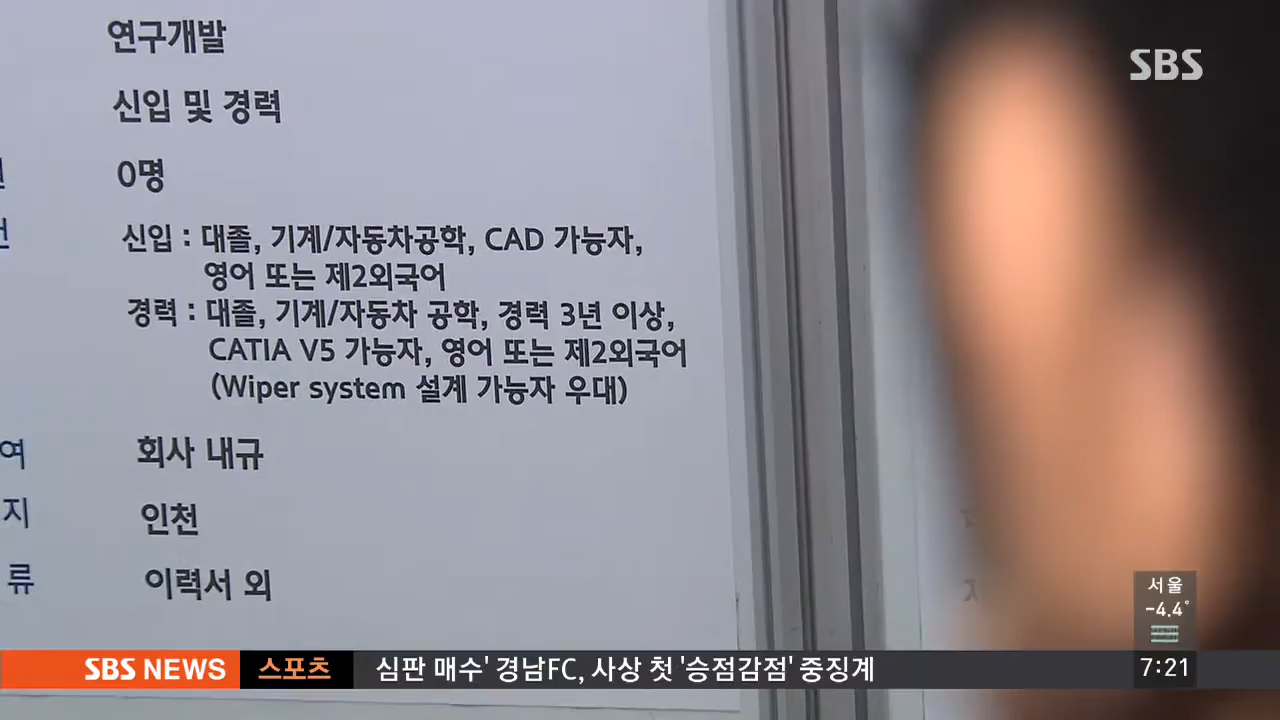 연구개발
SBS
신입 및 경력
0명
신입 : 대졸, 기계/자동차공학, CAD 가능자,
영어 또는 제2외국어
경력 : 대졸, 기계/자동차 공학, 경력 3년 이상,
CATIA V5 가능자, 영어 또는 제2외국어
(Wiper system 설계 가능자 우대)
여 회사 내규
지 인천
류 이력서 외
서울
-4.4°
SBS NEWS 스포츠 심판 매수' 경남FC, 사상 첫 '승점감점' 중징계 7:21